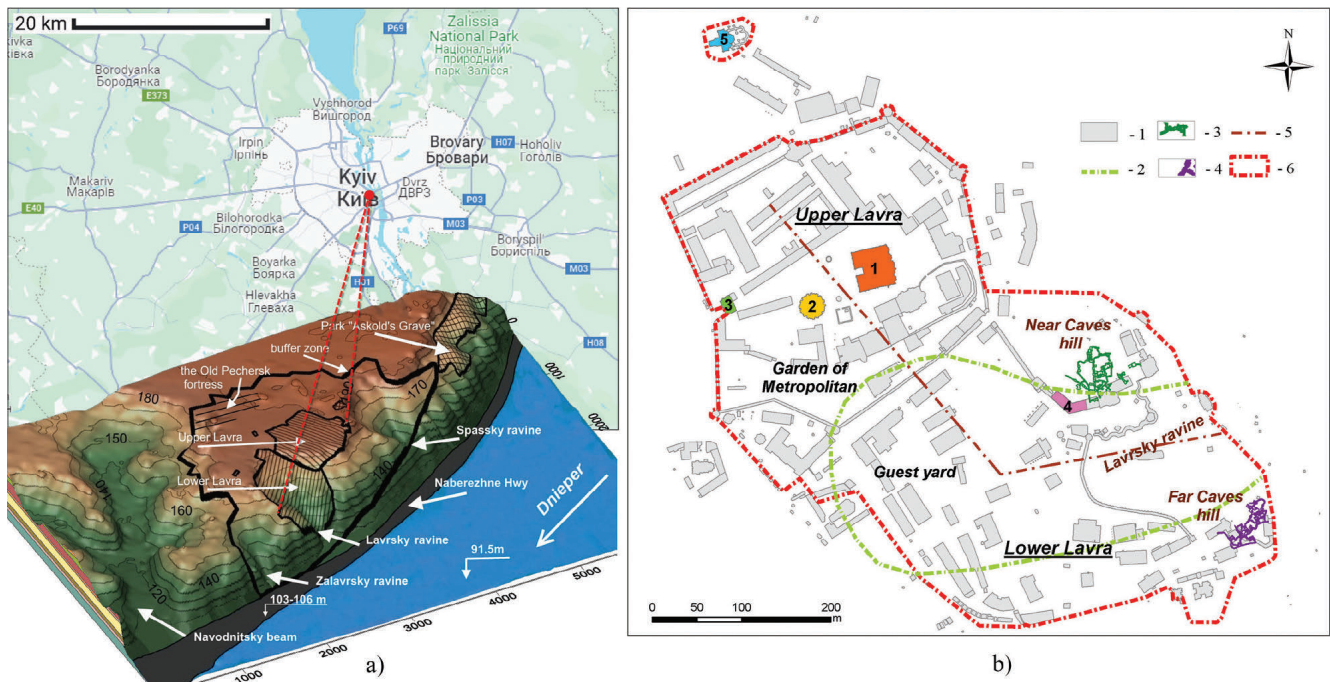 20 km
P69
Zalissia
National Park
Національний
природний
парк "Залісся"
Borodyanka
Бородянка
E373
Vyshhorod
Вишгород
Irpin
Ірпінь
Brovary
Бровари
H07
Hoholiv
Гоголів
Makariv
Макарів
Kyiv
Київ
Dvrz
ДВРЗ
P03
E40
P04
Bilohorodka
Білогородка
M03
Boryspil
Бориспіль
Boyarka
Боярка
M03
Hlevakha
Глеваха
H01
H08
Park "Askold's Grave"
buffer zone
the Old Pechersk
fortress
180
170
150
140
160
140
140
120
Upper Lavra
Lower Lavra
Spassky ravine
Naberezhne Hwy
Dnieper
Lavrsky ravine
91.5m
Zalavrsky ravine
103-106 m
Navodnitsky beam
1000
2000
3000
4000
5000
1000
2000
a)
5
N
- 1
- 3
- 5
- 2
- 4
- 6
Upper Lavra
1
3
2
Near Caves
hill
Garden of
Metropolitan
4
Lavrsky ravine
Guest yard
Far Caves
hill
Lower Lavra
0 50 100 200
m
b)